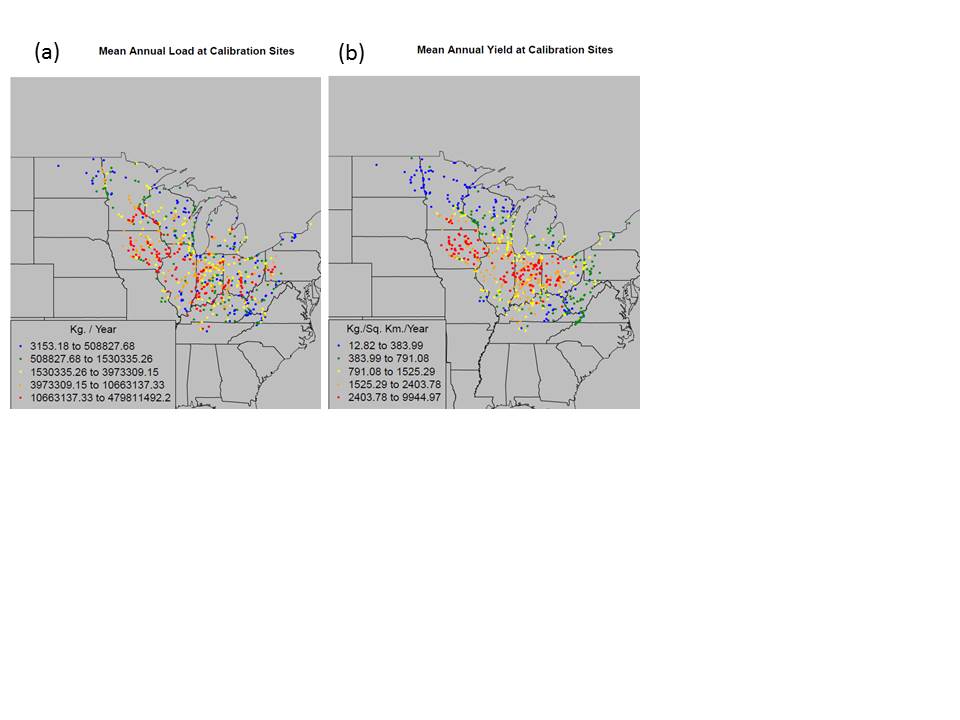 (a)
Mean Annual Load at Calibration Sites
(b)
Mean Annual Yield at Calibration Sites
Kg. / Year
3153.18 to 508827.68
508827.68 to 1530335.26
1530335.26 to 3973309.15
3973309.15 to 10663137.33
10663137.33 to 479811492.2
Kg./Sq. Km./Year
12.82 to 383.99
383.99 to 791.08
791.08 to 1525.29
1525.29 to 2403.78
2403.78 to 9944.97